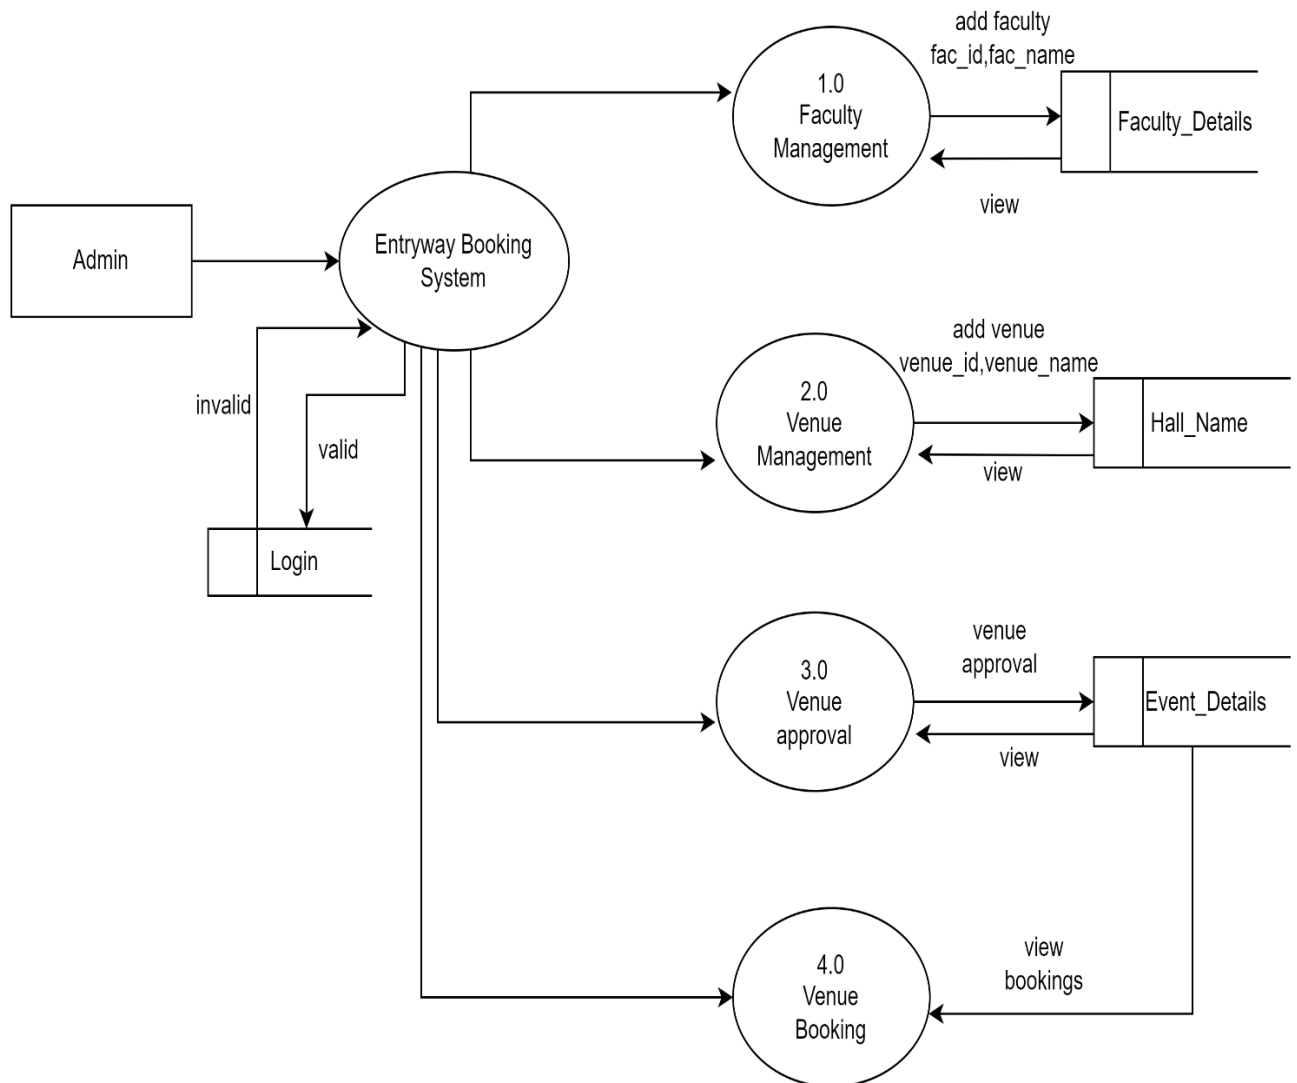 add faculty
fac_id,fac_name
1.0
Faculty
Management
Faculty_Details
view
Admin
Entryway Booking
System
invalid
valid
Login
add venue
venue_id,venue_name
2.0
Venue
Management
Hall_Name
view
3.0
Venue
approval
venue
approval
Event_Details
view
4.0
Venue
Booking
view
bookings